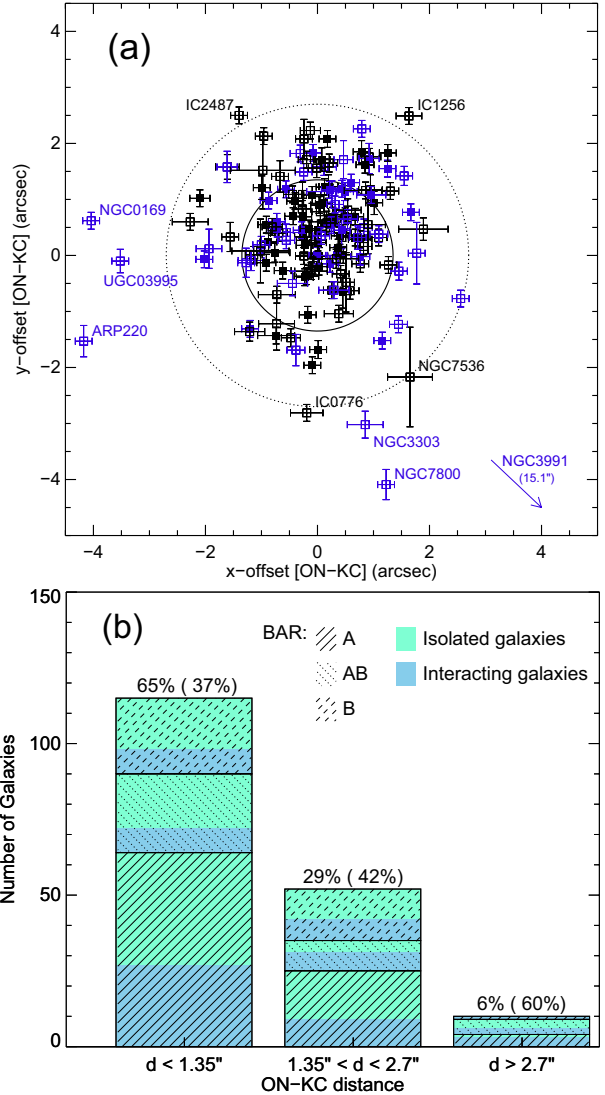 (a)
4
2
0
−2
−4
y−offset [ON−KC] (arcsec)
IC2487
IC1256
NGC0169
UGC03995
ARP220
NGC7536
IC0776
NGC3303
NGC7800
NGC3991
(15.1")
−4
−2
0
2
4
x−offset [ON−KC] (arcsec)
(b)
150
100
50
0
Number of Galaxies
BAR:
A
Isolated galaxies
AB
Interacting galaxies
B
65% ( 37%)
29% ( 42%)
6% ( 60%)
d < 1.35"
1.35" < d < 2.7"
d > 2.7"
ON−KC distance